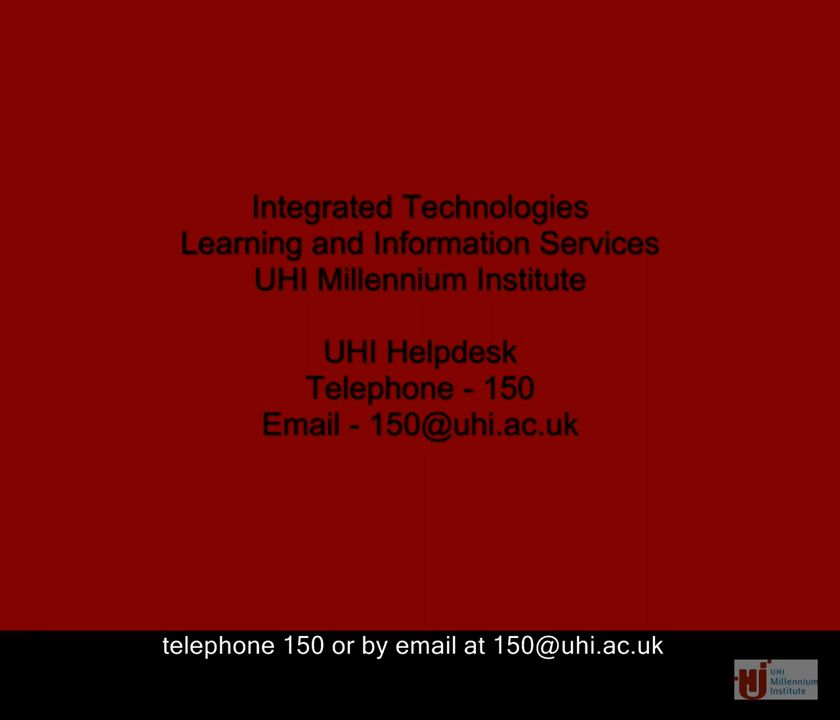 Integrated Technologies
Learning and Information Services
UHI Millennium Institute
UHI Helpdesk
Telephone - 150
Email - 150@uhi.ac.uk
telephone 150 or by email at 150@uhi.ac.uk
UHI
Millennium
Institute